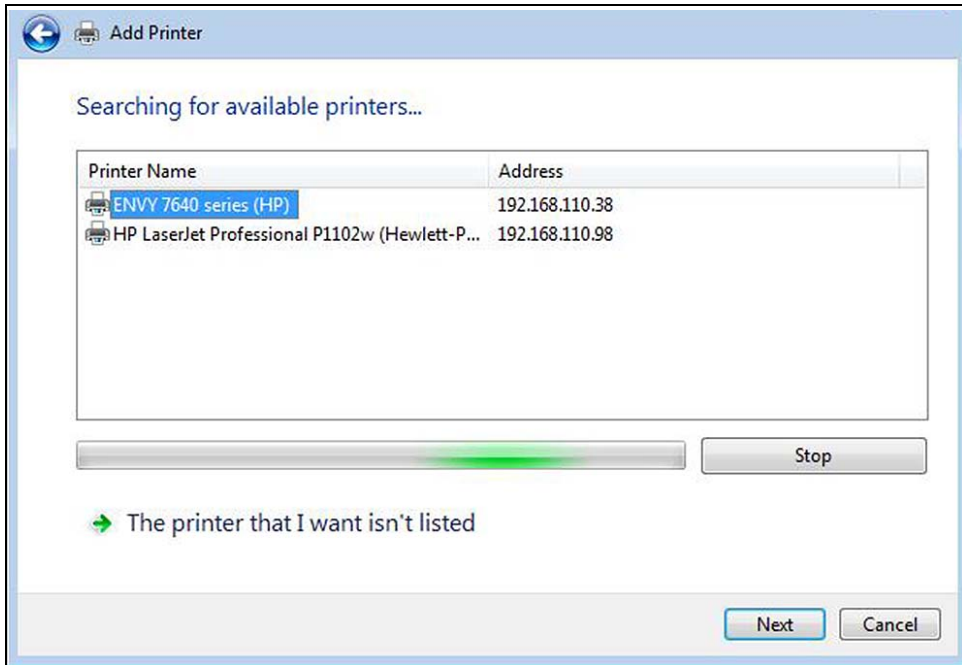 Add Printer
Searching for available printers...
Printer Name Address
ENVY 7640 series (HP) 192.168.110.38
HP LaserJet Professional P1102w (Hewlett-P... 192.168.110.98
Stop
The printer that I want isn't listed
Next Cancel